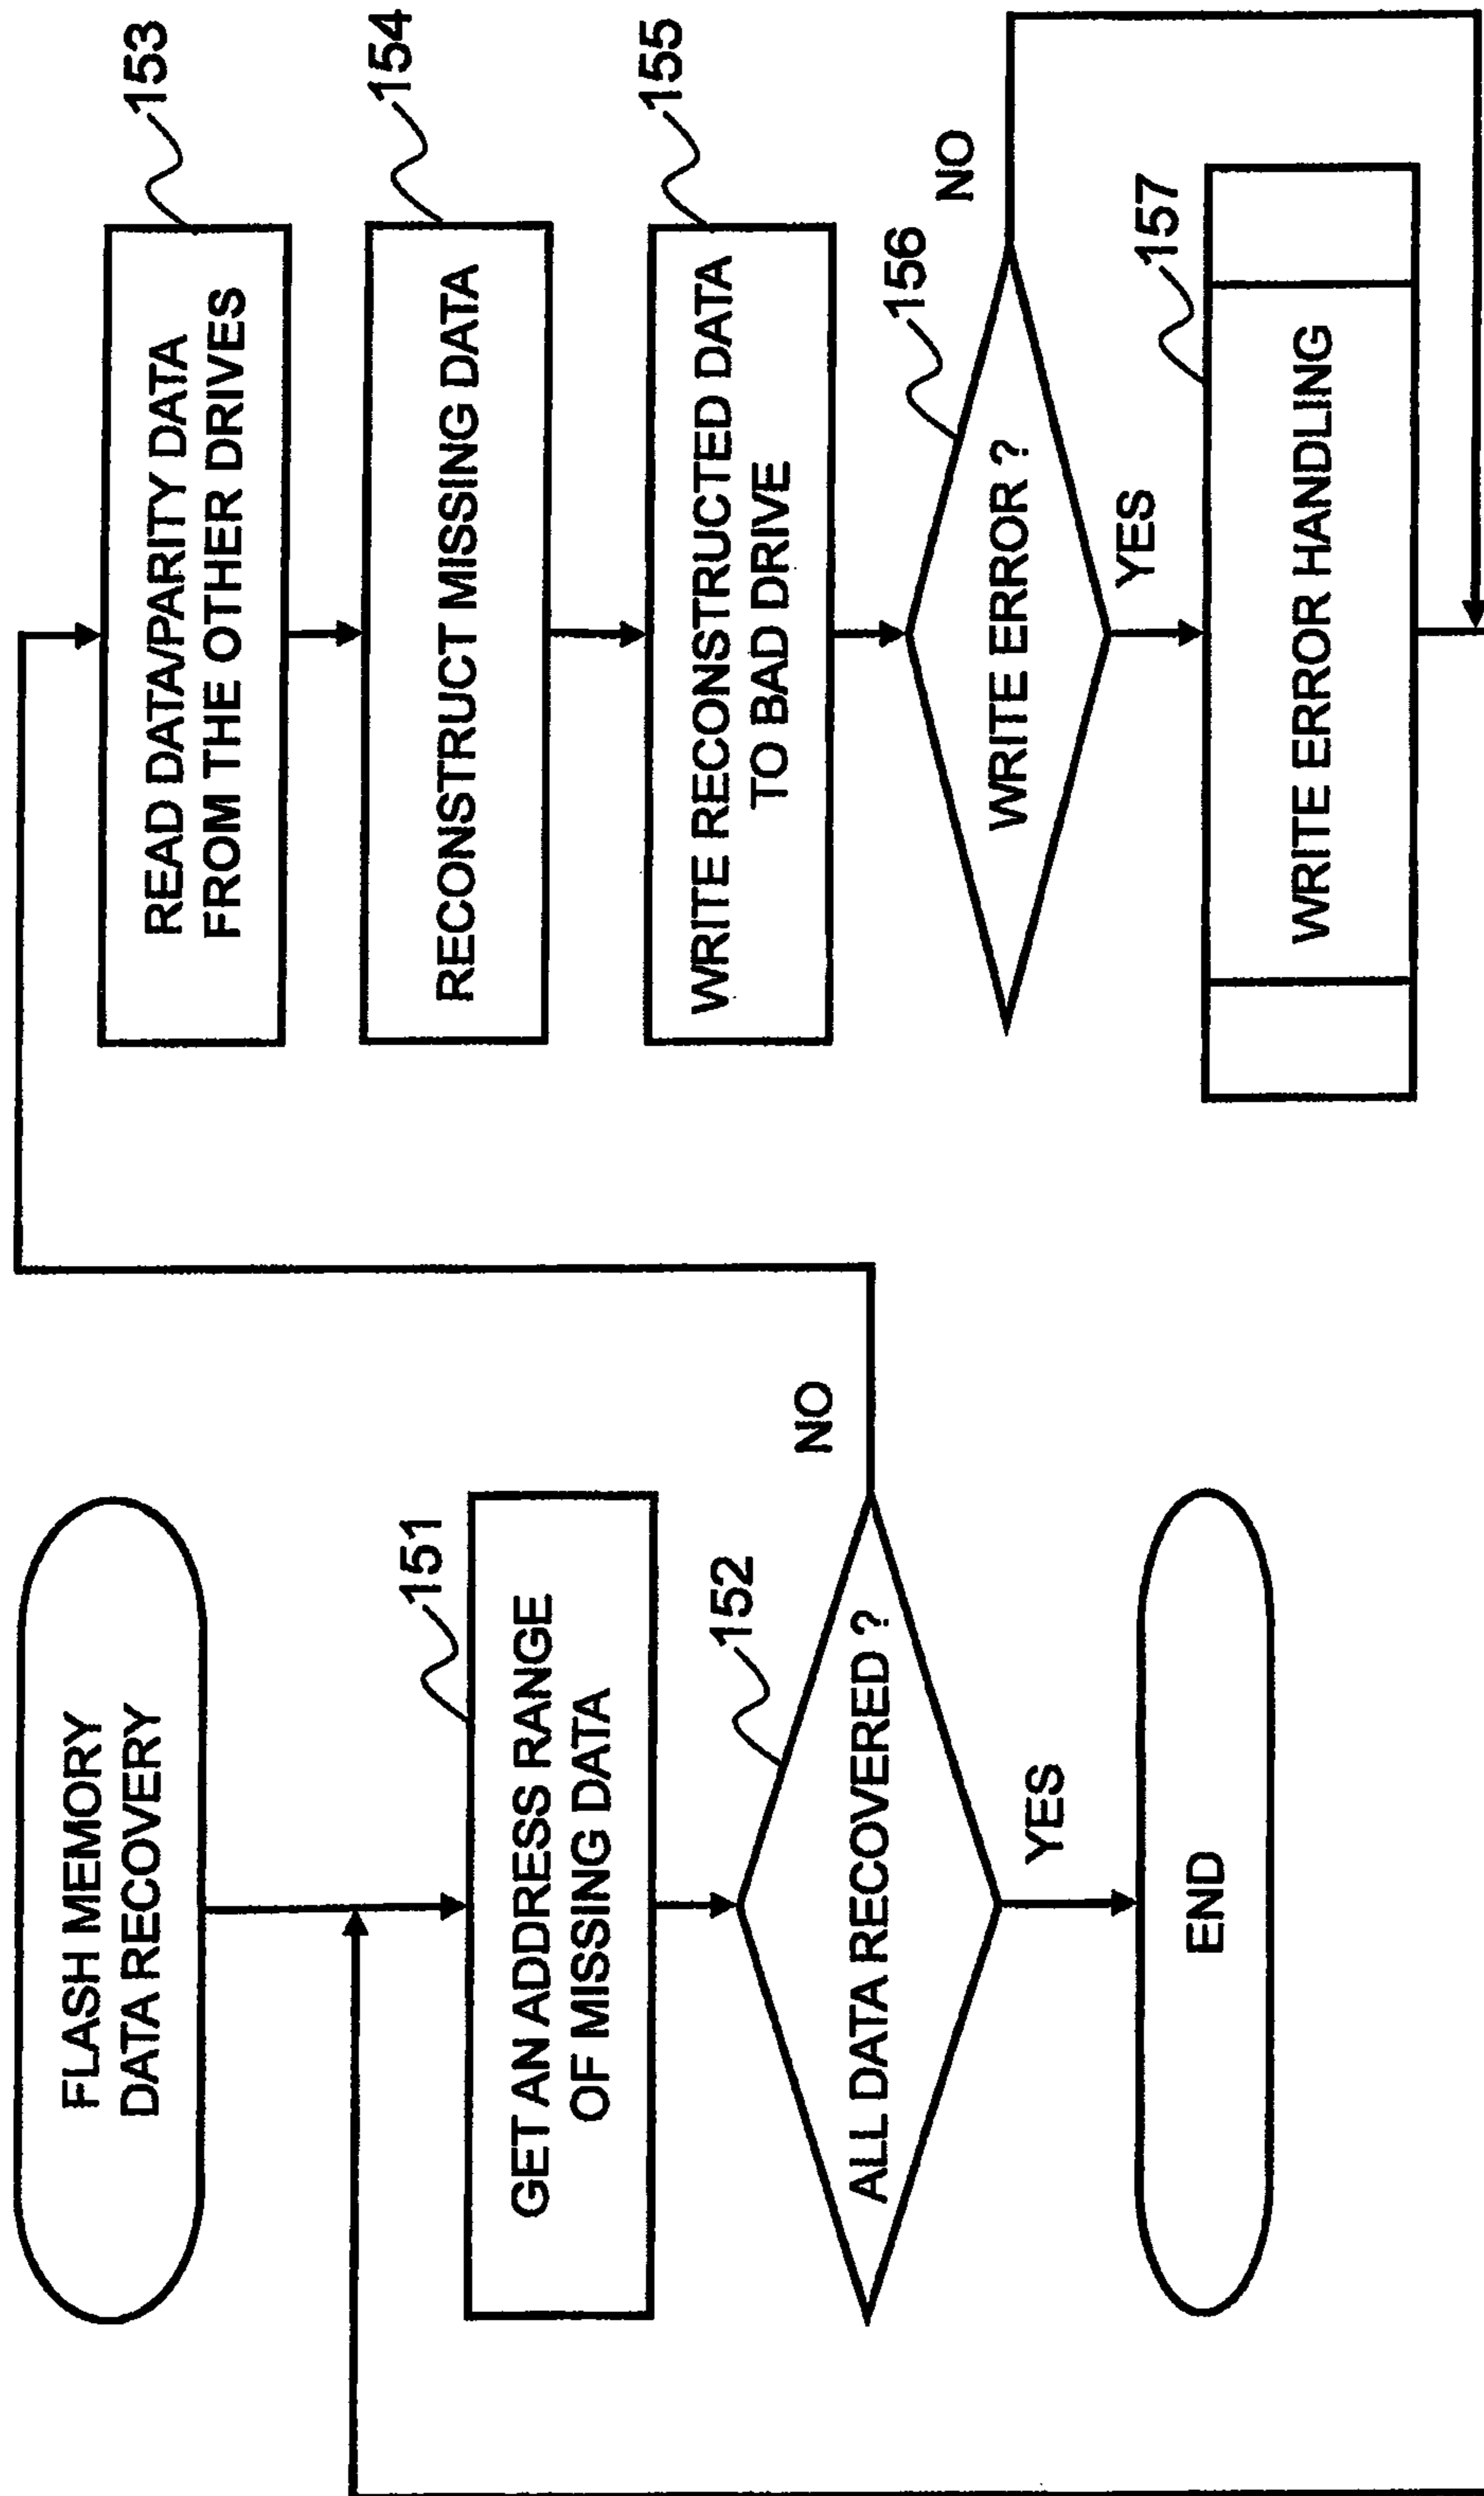 FLASH MEMORY
DATA RECOVERY
151
GET AN ADDRESS RANGE
OF MISSING DATA
152
ALL DATA RECOVERED ?
NO
YES
END
153
READ DATA/PARITY DATA
FROM THE OTHER DRIVES
154
RECONSTRUCT MISSING DATA
155
WRITE RECONSTRUCTED DATA
TO BAD DRIVE
156
WRITE ERROR ?
NO
YES
157
WRITE ERROR HANDLING